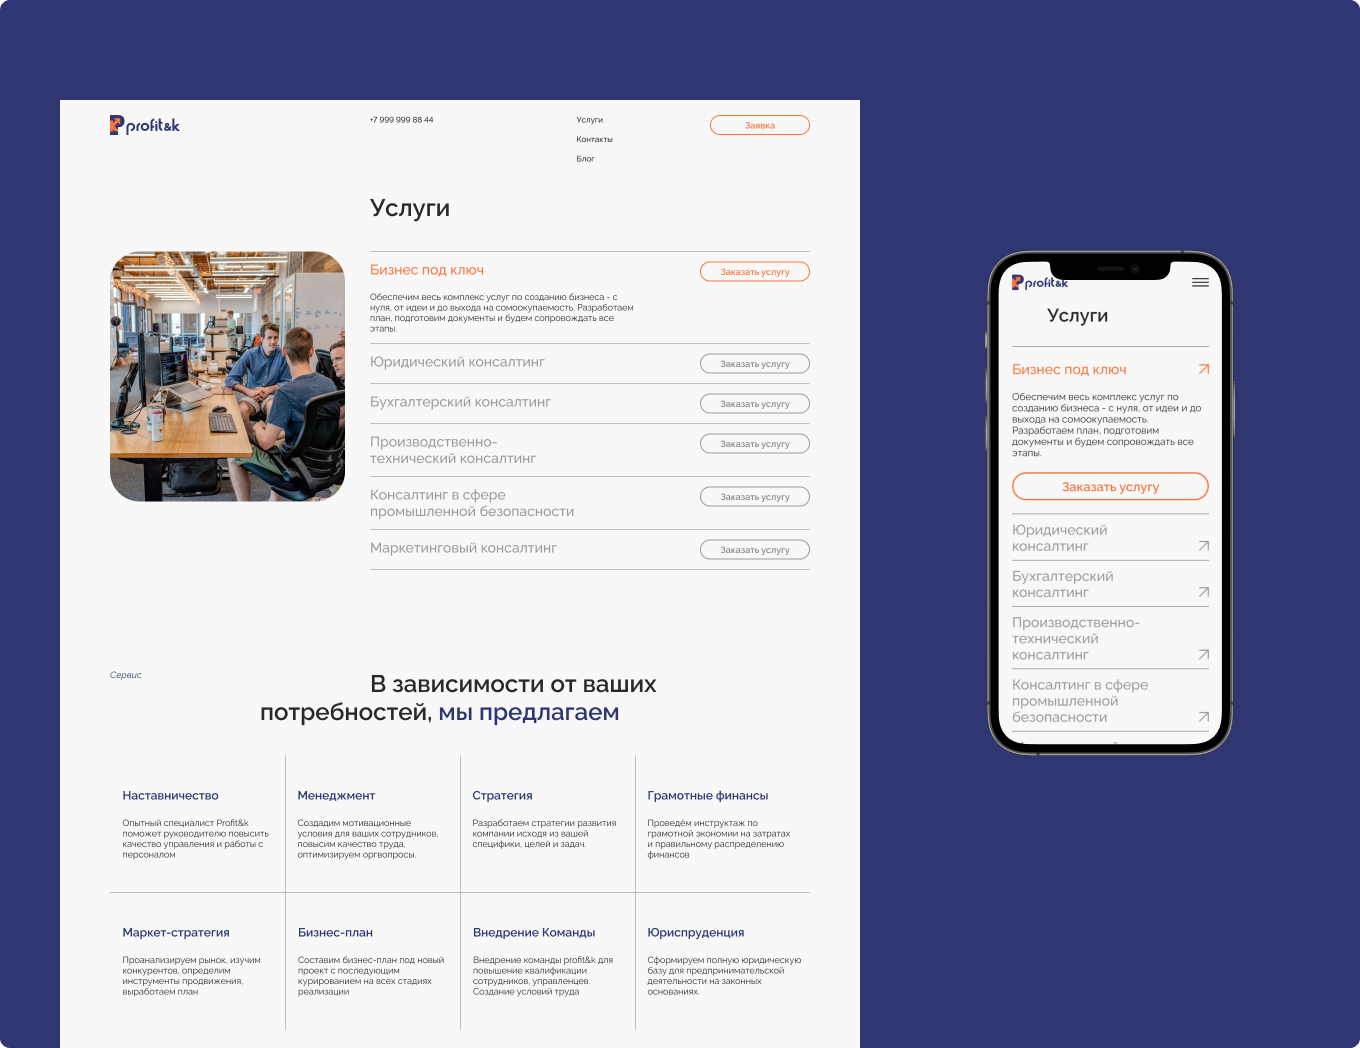 profit&k
+7 999 999 88 44
Услуги
Контакты
Блог
Заявка
Услуги
Бизнес под ключ
Заказать услугу
Обеспечим весь комплекс услуг по созданию бизнеса - с
нуля, от идеи и до выхода на сомоокупаемость. Разработаем
план, подготовим документы и будем сопровождать все
этапы.
Юридический консалтинг
Заказать услугу
Бухгалтерский консалтинг
Заказать услугу
Производственно-
технический консалтинг
Заказать услугу
Консалтинг в сфере
промышленной безопасности
Заказать услугу
Маркетинговый консалтинг
Заказать услугу
Сервис
В зависимости от ваших
потребностей, мы предлагаем
Наставничество
Опытный специалист Profit&k
поможет руководителю повысить
качество управления и работы с
персоналом
Менеджмент
Создадим мотивационные
условия для ваших сотрудников,
повысим качество труда,
оптимизируем оргвопросы.
Стратегия
Разработаем стратегии развития
компании исходя из вашей
специфики, целей и задач.
Грамотные финансы
Проведём инструктаж по
грамотной экономии на затратах
и правильному распределению
финансов
Маркет-стратегия
Проанализируем рынок, изучим
конкурентов, определим
инструменты продвижения,
выработаем план
Бизнес-план
Составим бизнес-план под новый
проект с последующим
курированием на всех стадиях
реализации
Внедрение Команды
Внедрение команды profit&k для
повышение квалификации
сотрудников, управленцев.
Создание условий труда
Юриспруденция
Сформируем полную юридическую
базу для предпринимательской
деятельности на законных
основаниях.
profit&k
Услуги
Бизнес под ключ
Обеспечим весь комплекс услуг по
созданию бизнеса - с нуля, от идеи и до
выхода на сомоокупаемость.
Разработаем план, подготовим
документы и будем сопровождать все
этапы.
Заказать услугу
Юридический
консалтинг
Бухгалтерский
консалтинг
Производственно-
технический
консалтинг
Консалтинг в сфере
промышленной
безопасности